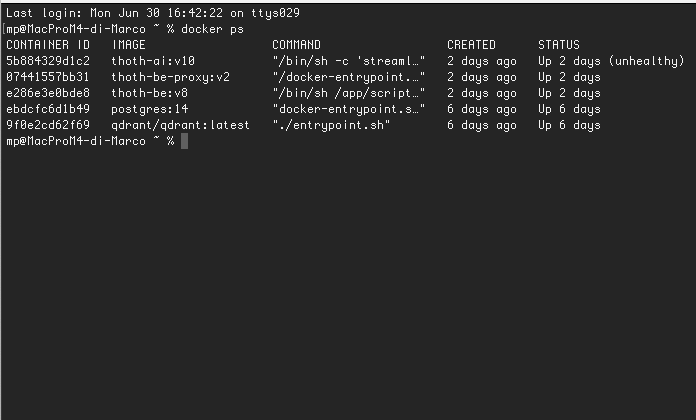 Last login: Mon Jun 30 16:42:22 on ttys029
[mp@MacProM4-di-Marco ~ % docker ps
CONTAINER ID   IMAGE                  COMMAND                  CREATED      STATUS
5b884329d1c2   thoth-ai:v10           "/bin/sh -c 'streaml…"   2 days ago   Up 2 days (unhealthy)
07441557bb31   thoth-be-proxy:v2      "/docker-entrypoint.…"   2 days ago   Up 2 days
e286e3e0bde8   thoth-be:v8            "/bin/sh /app/script…"   2 days ago   Up 2 days
ebdcfc6d1b49   postgres:14            "docker-entrypoint.s…"   6 days ago   Up 6 days
9f0e2cd62f69   qdrant/qdrant:latest   "./entrypoint.sh"        6 days ago   Up 6 days
mp@MacProM4-di-Marco ~ %